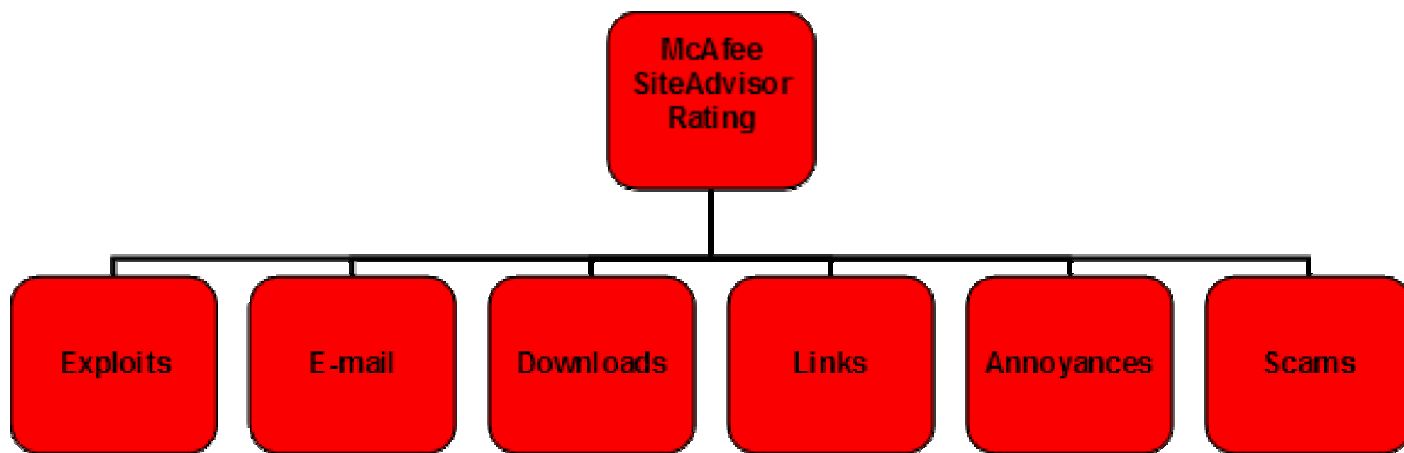 McAfee
SiteAdvisor
Rating
Exploits
E-mail
Downloads
Links
Annoyances
Scams